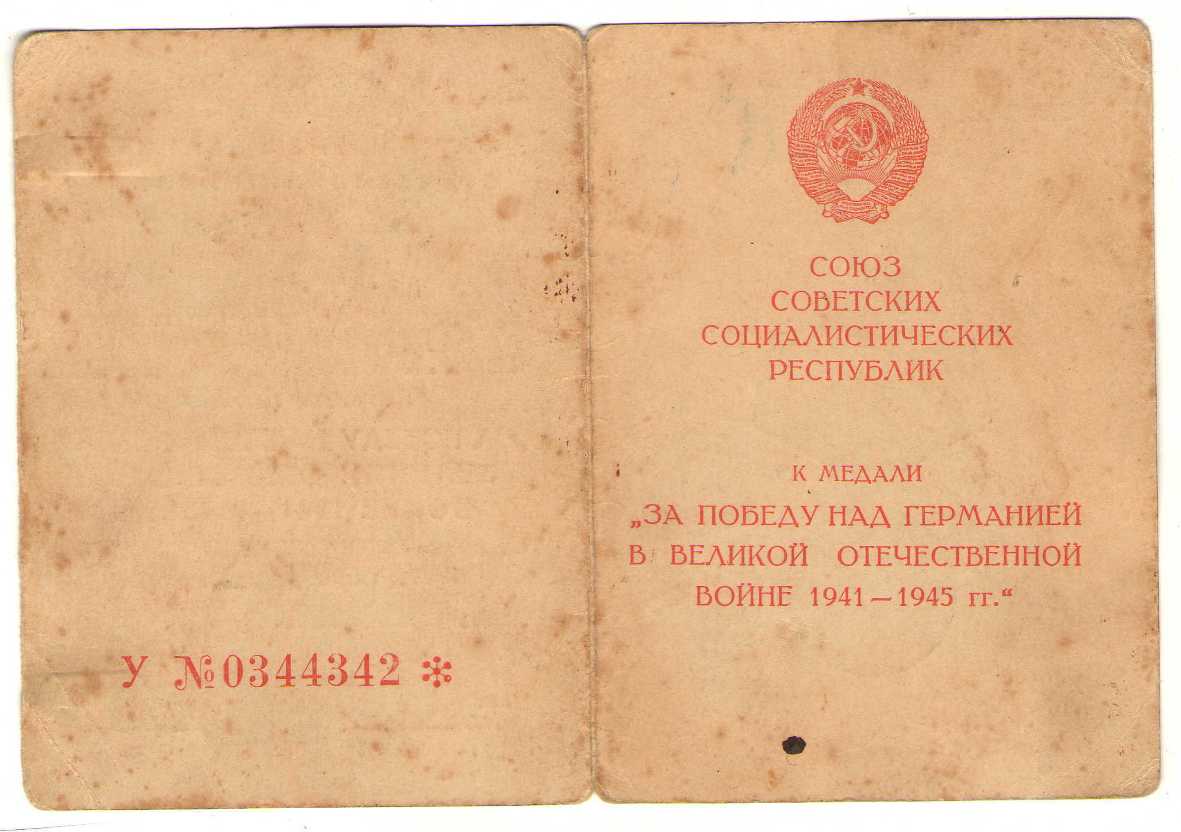 У №0344342 *
СОЮЗ
СОВЕТСКИХ
СОЦИАЛИСТИЧЕСКИХ
РЕСПУБЛИК
К МЕДАЛИ
„ЗА ПОБЕДУ НАД ГЕРМАНИЕЙ
В ВЕЛИКОЙ ОТЕЧЕСТВЕННОЙ
ВОЙНЕ 1941—1945 гг.“